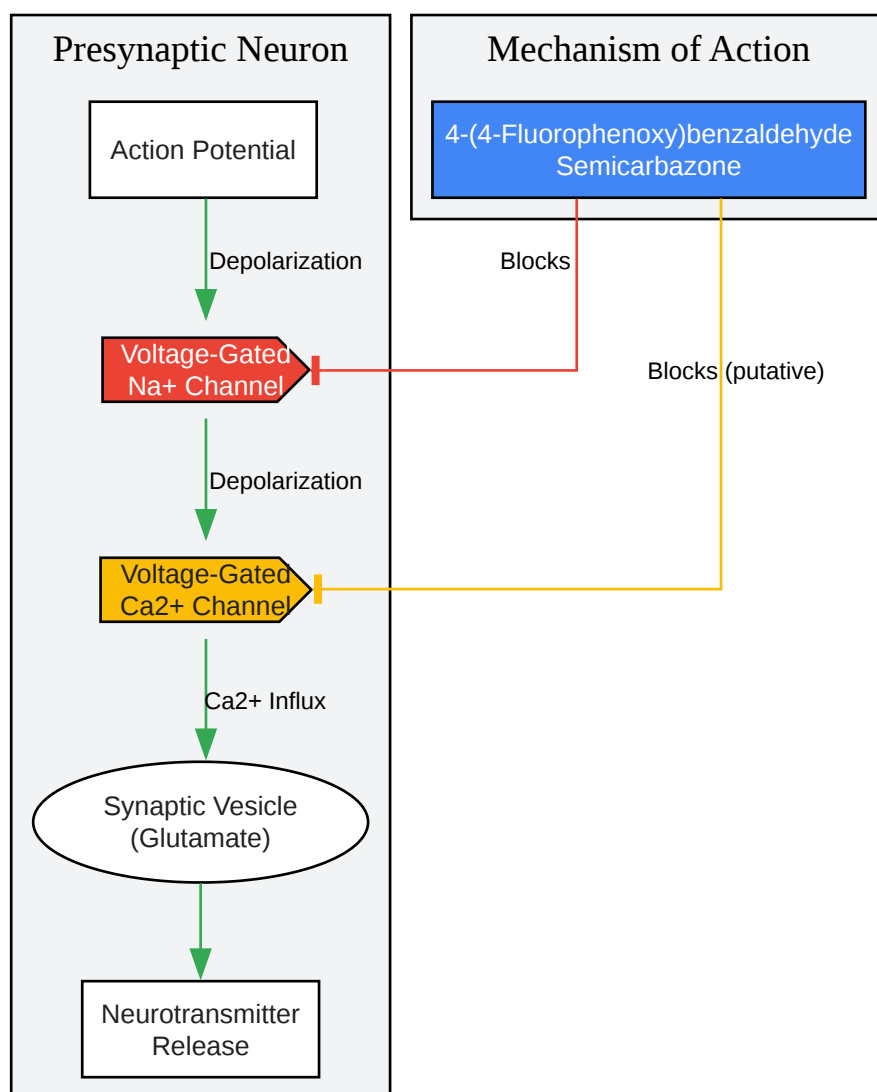 Presynaptic Neuron
Action Potential
Depolarization
Voltage-Gated
Na+ Channel
Depolarization
Voltage-Gated
Ca2+ Channel
Ca2+ Influx
Synaptic Vesicle
(Glutamate)
Neurotransmitter
Release
Mechanism of Action
4-(4-Fluorophenoxy)benzaldehyde
Semicarbazone
Blocks
Blocks (putative)